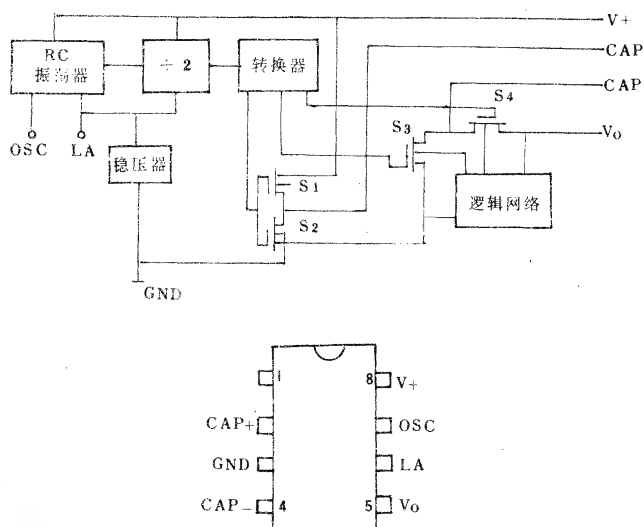 RC
振荡器
÷ 2
转换器
V+
CAP
CAP
S4
S3
Vo
OSC
LA
稳压器
S1
S2
逻辑网络
GND
1
8
V+
CAP+
OSC
GND
LA
CAP-
4
5
Vo